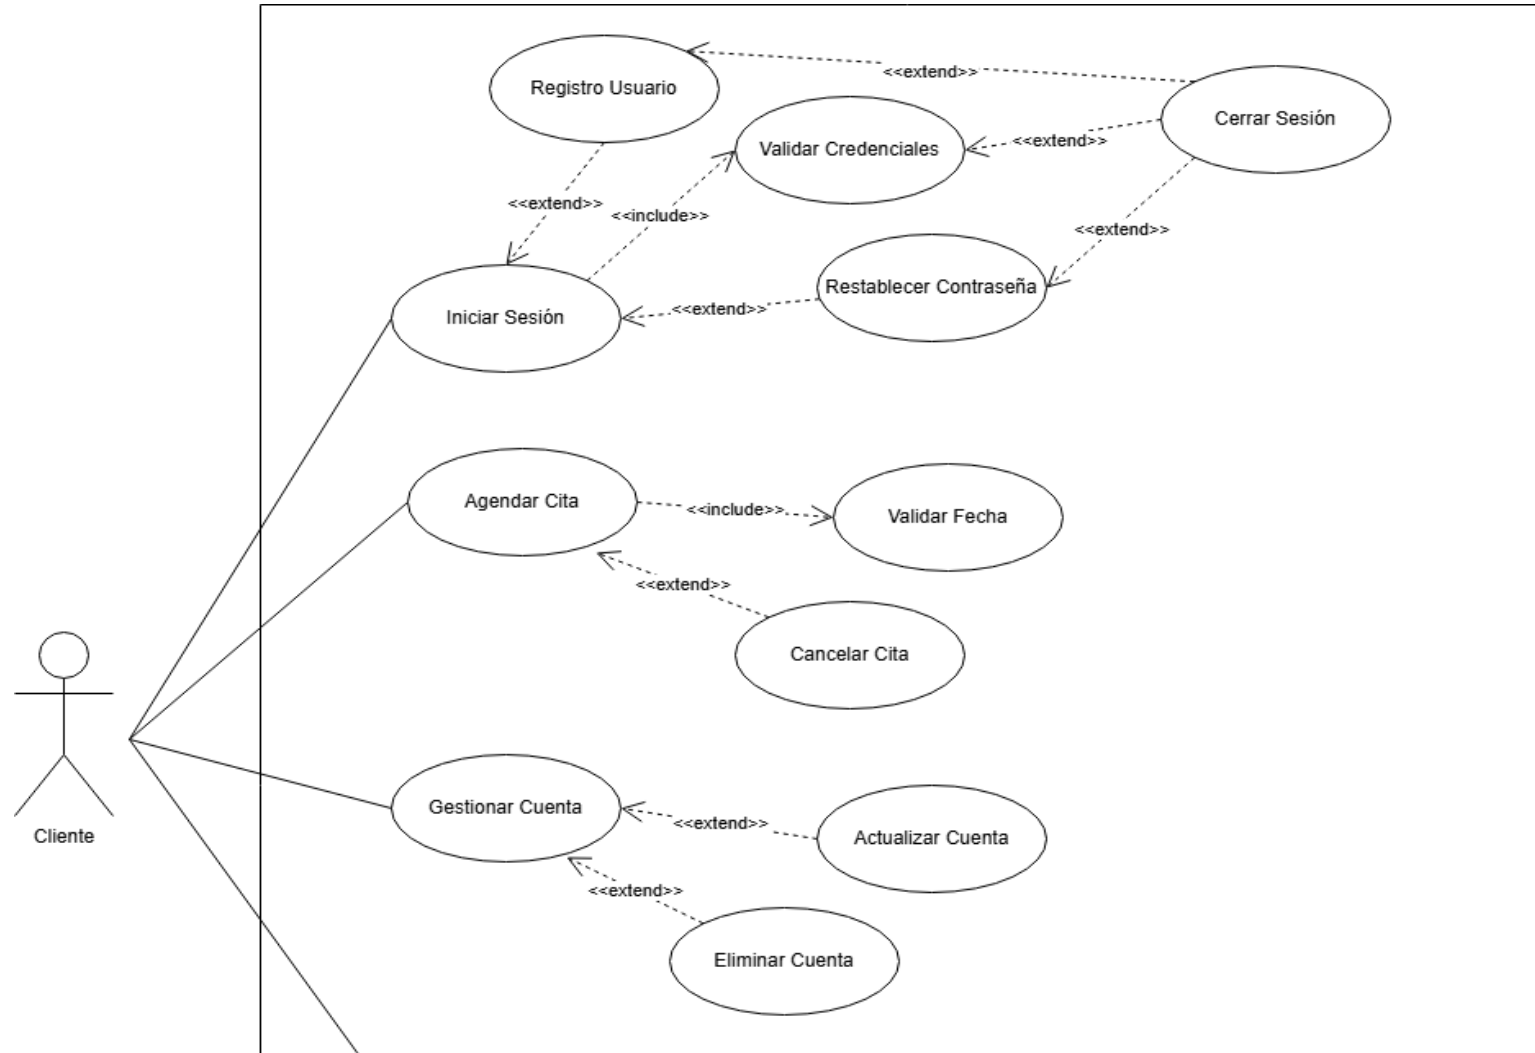 Registro Usuario
<<extend>>
Cerrar Sesión
Validar Credenciales
<<extend>>
<<extend>>
<<include>>
<<extend>>
Restablecer Contraseña
Iniciar Sesión
<<extend>>
Agendar Cita
<<include>>
Validar Fecha
<<extend>>
Cancelar Cita
Cliente
Gestionar Cuenta
<<extend>>
Actualizar Cuenta
<<extend>>
Eliminar Cuenta